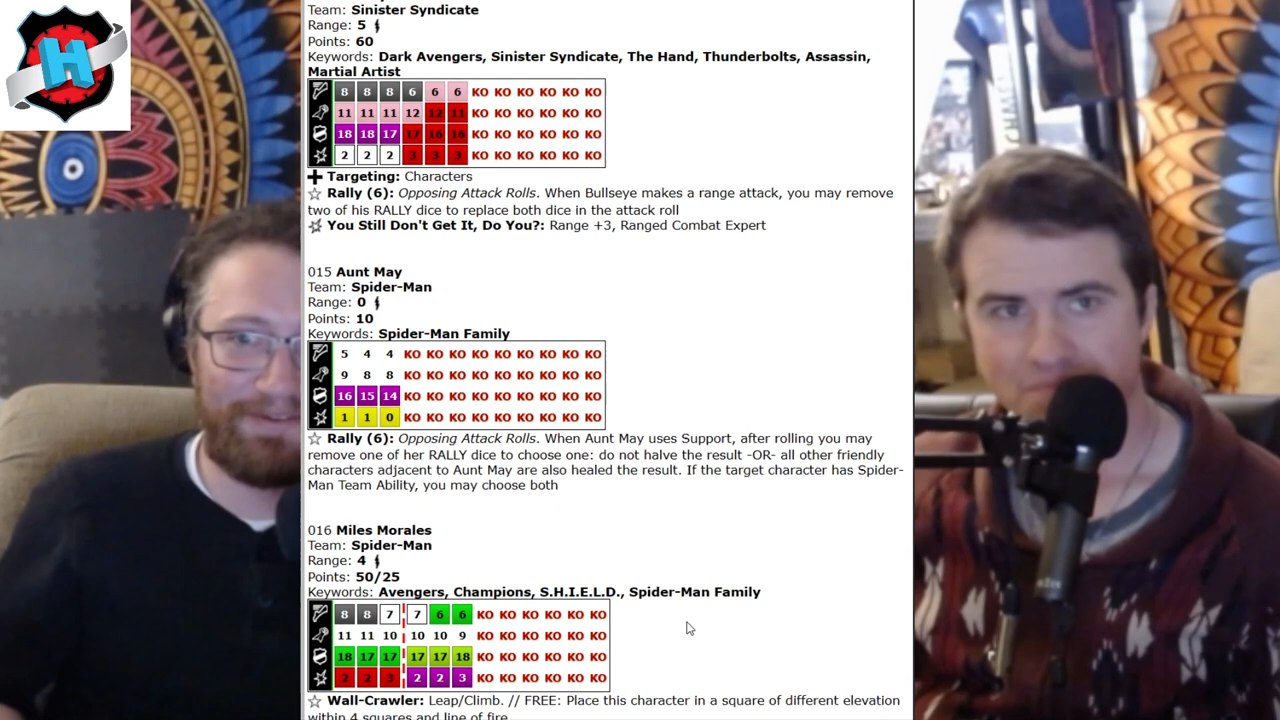 H
Team: Sinister Syndicate
Range: 5
Points: 60
Keywords: Dark Avengers, Sinister Syndicate, The Hand, Thunderbolts, Assassin,
Martial Artist
8 8 8 6 6 6 KO KO KO KO KO KO
11 11 11 12 12 11 KO KO KO KO KO KO
18 18 17 17 16 16 KO KO KO KO KO KO
2 2 2 3 3 3 KO KO KO KO KO KO
Targeting: Characters
Rally (6): Opposing Attack Rolls. When Bullseye makes a range attack, you may remove
two of his RALLY dice to replace both dice in the attack roll
You Still Don't Get It, Do You?: Range +3, Ranged Combat Expert
015 Aunt May
Team: Spider-Man
Range: 0
Points: 10
Keywords: Spider-Man Family
5 4 4 KO KO KO KO KO KO KO KO KO
9 8 8 KO KO KO KO KO KO KO KO KO
16 15 14 KO KO KO KO KO KO KO KO KO
1 1 0 KO KO KO KO KO KO KO KO KO
Rally (6): Opposing Attack Rolls. When Aunt May uses Support, after rolling you may
remove one of her RALLY dice to choose one: do not halve the result -OR- all other friendly
characters adjacent to Aunt May are also healed the result. If the target character has Spider-
Man Team Ability, you may choose both
016 Miles Morales
Team: Spider-Man
Range: 4
Points: 50/25
Keywords: Avengers, Champions, S.H.I.E.L.D., Spider-Man Family
8 8 7 7 6 6 KO KO KO KO KO KO
11 11 10 10 10 9 KO KO KO KO KO KO
18 17 17 17 17 18 KO KO KO KO KO KO
2 2 3 2 2 3 KO KO KO KO KO KO
Wall-Crawler: Leap/Climb. // FREE: Place this character in a square of different elevation
within 4 squares and line of fire